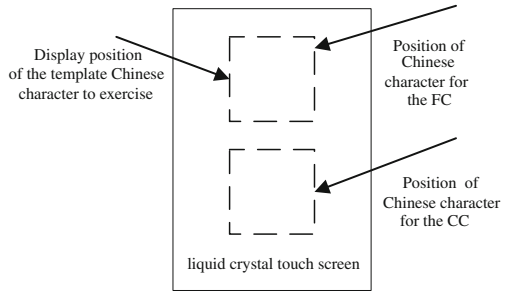 Display position
of the template Chinese
character to exercise
Position of
Chinese
character for
the FC
Position of
Chinese character
for the CC
liquid crystal touch screen